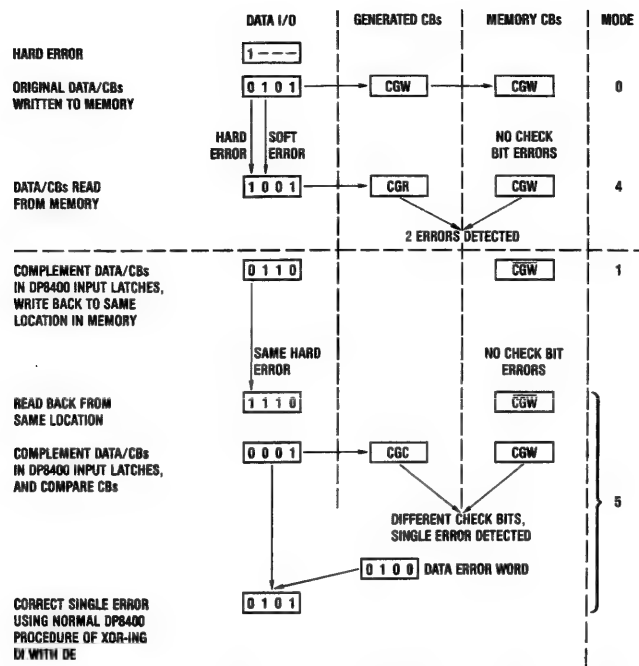 DATA I/O GENERATED CBs MEMORY CBs MODE
HARD ERROR
1 - - -
ORIGINAL DATA/CBs
WRITTEN TO MEMORY
0 1 0 1 CGW CGW 0
HARD ERROR
SOFT ERROR
NO CHECK
BIT ERRORS
DATA/CBs READ
FROM MEMORY
1 0 0 1 CGR CGW 4
2 ERRORS DETECTED
COMPLEMENT DATA/CBs
IN DP8400 INPUT LATCHES,
WRITE BACK TO SAME
LOCATION IN MEMORY
0 1 1 0 C̅G̅W̅ 1
SAME HARD
ERROR
NO CHECK BIT
ERRORS
READ BACK FROM
SAME LOCATION
1 1 1 0 C̅G̅W̅
COMPLEMENT DATA/CBs
IN DP8400 INPUT LATCHES,
AND COMPARE CBs
0 0 0 1 CGC CGW 5
DIFFERENT CHECK BITS,
SINGLE ERROR DETECTED
0 1 0 0 DATA ERROR WORD
0 1 0 1
CORRECT SINGLE ERROR
USING NORMAL DP8400
PROCEDURE OF XOR-ING
DI WITH DE